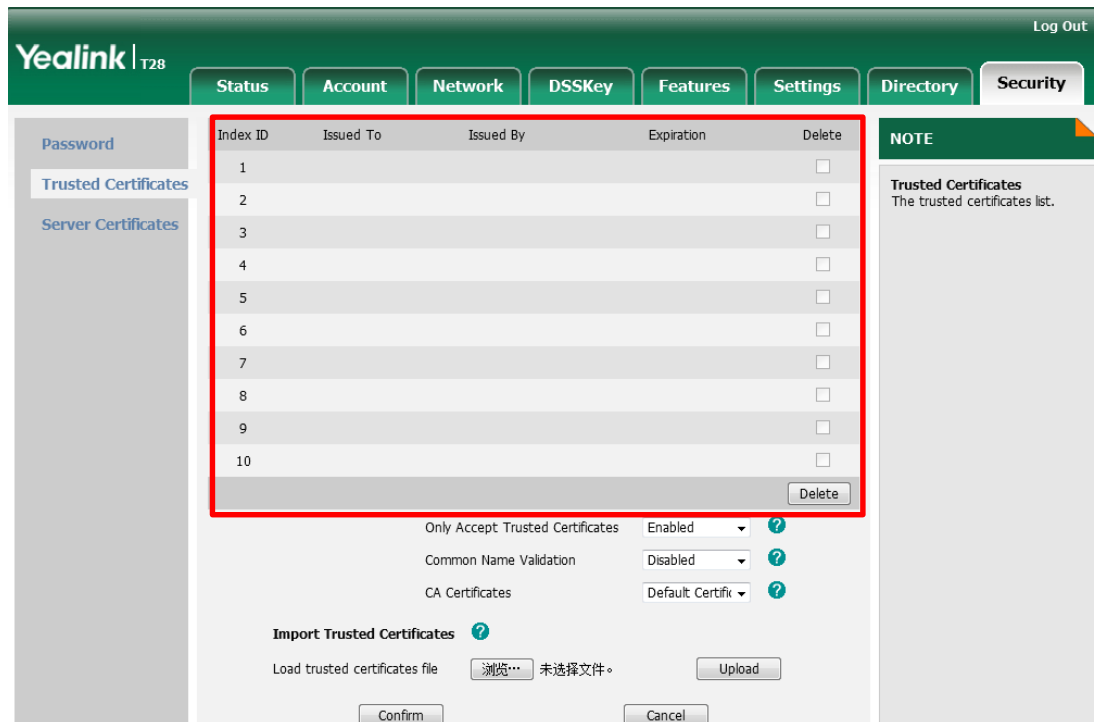 Log Out
Yealink T28
Status Account Network DSSKey Features Settings Directory Security
Password
Trusted Certificates
Server Certificates
Index ID Issued To Issued By Expiration Delete
1
2
3
4
5
6
7
8
9
10
Delete
Only Accept Trusted Certificates Enabled
Common Name Validation Disabled
CA Certificates Default Certific
Import Trusted Certificates
Load trusted certificates file 浏览… 未选择文件。 Upload
Confirm Cancel
NOTE
Trusted Certificates
The trusted certificates list.